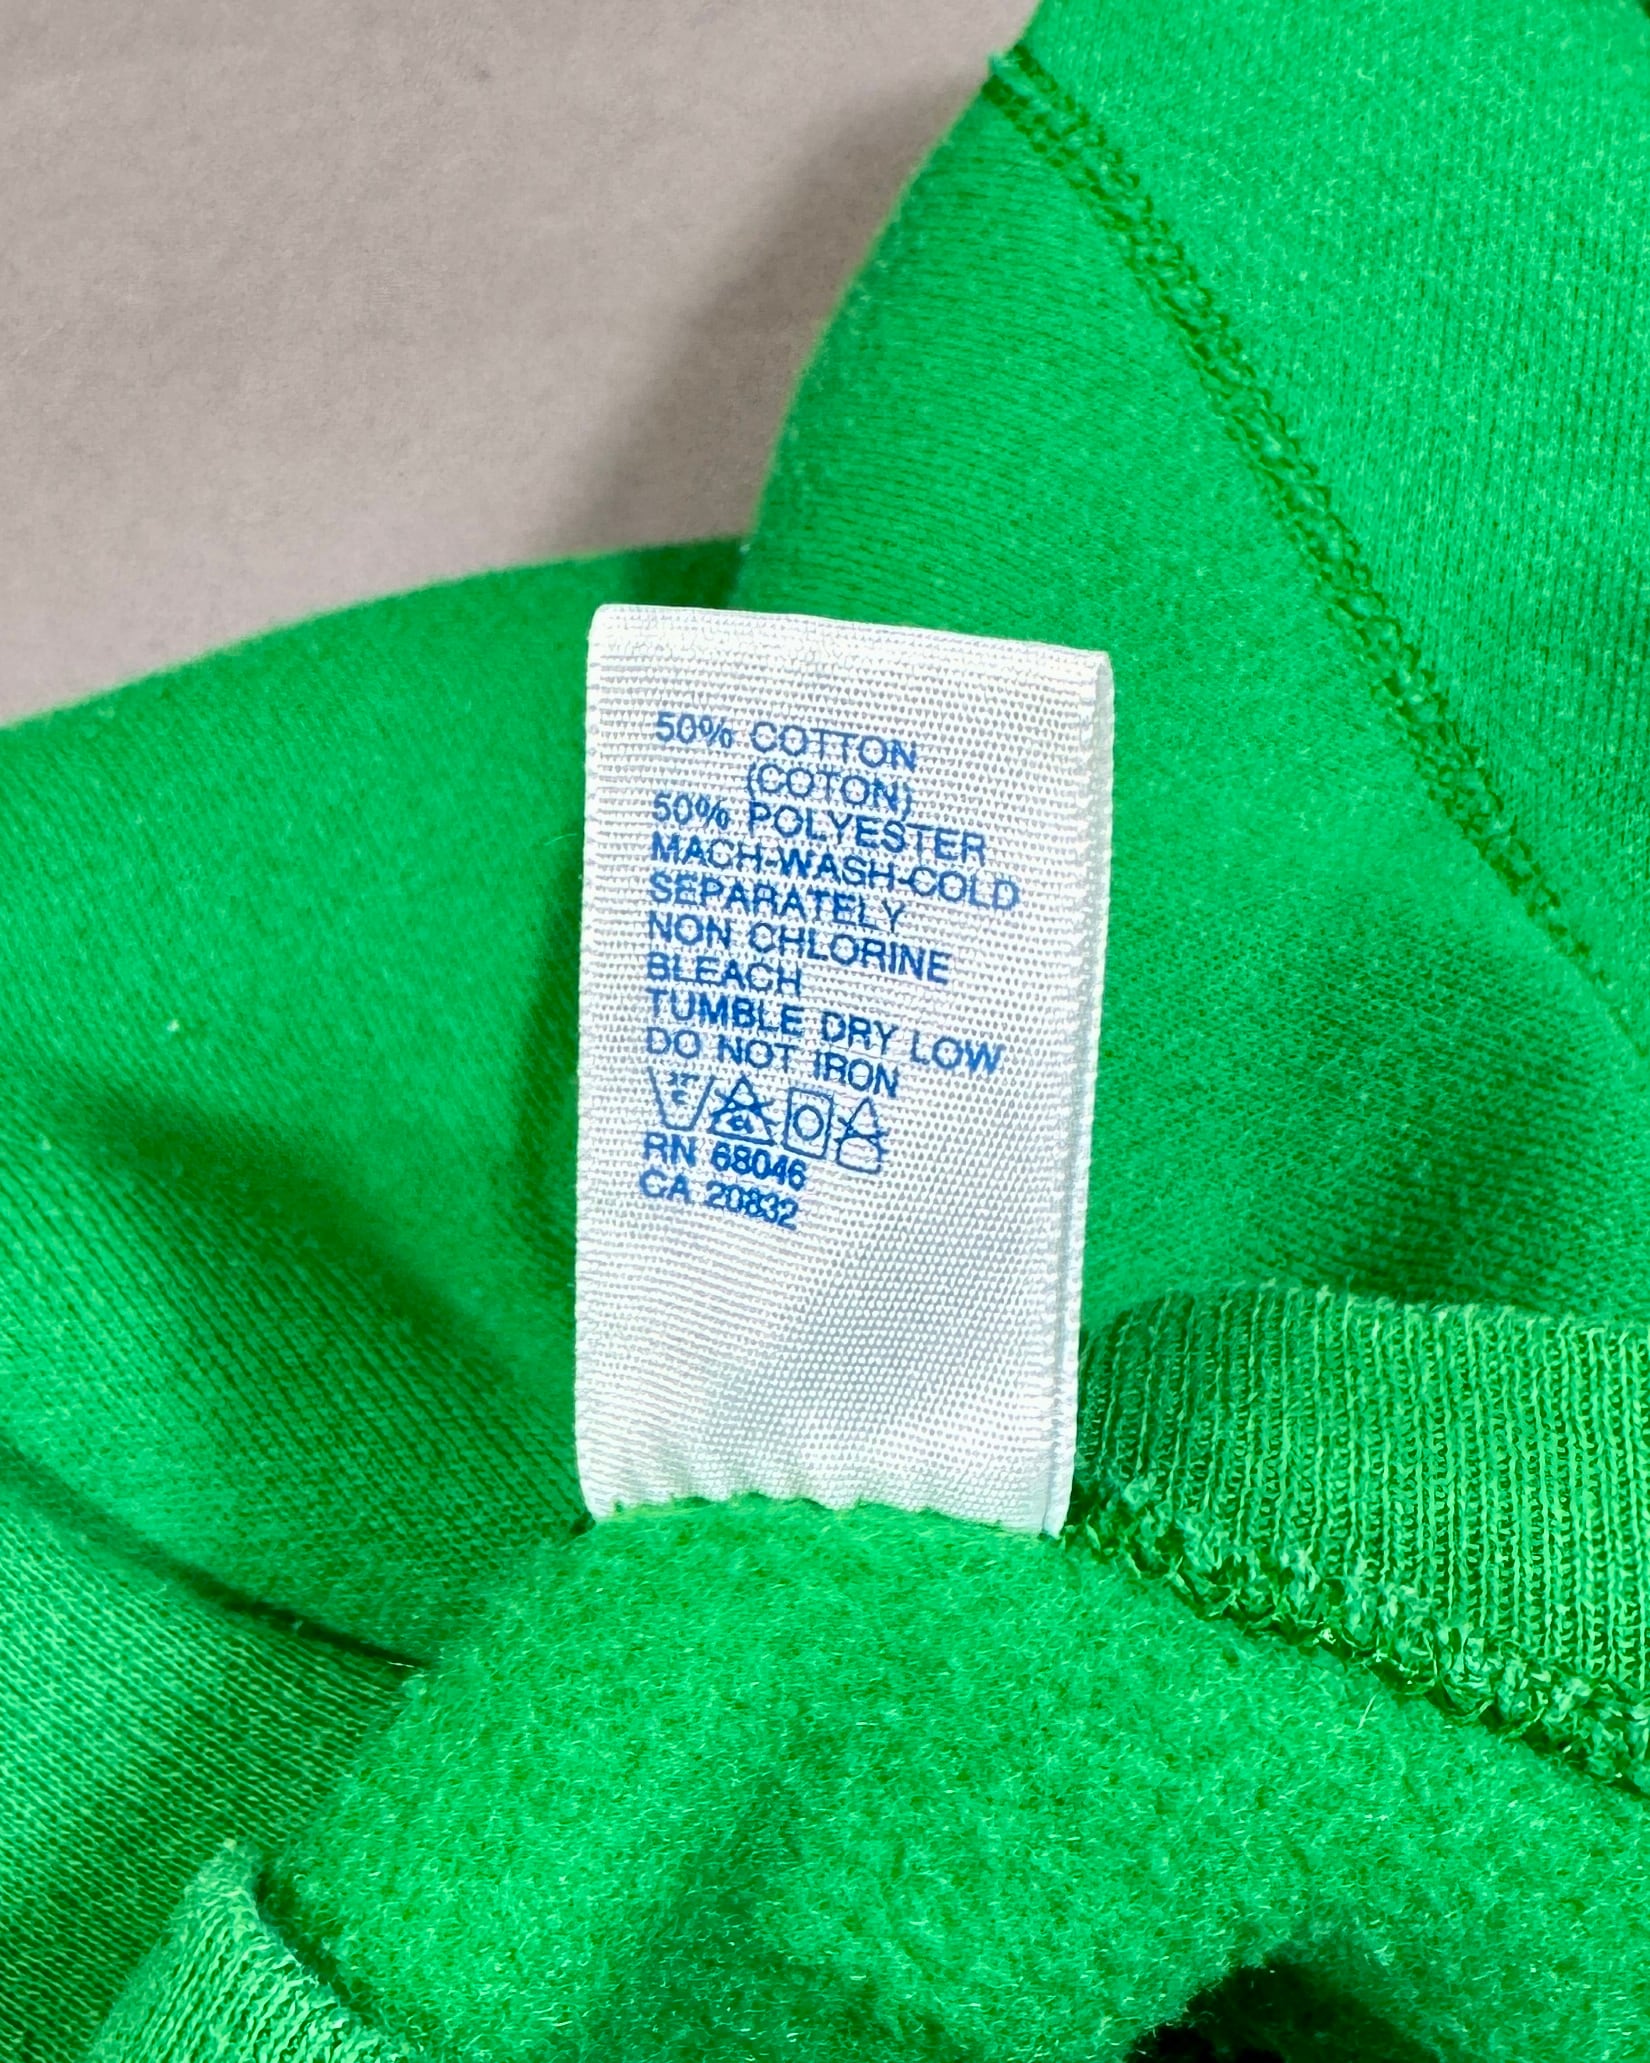 50% COTTON
(COTON)
50% POLYESTER
MACH-WASH-COLD
SEPARATELY
NON CHLORINE
BLEACH
TUMBLE DRY LOW
DO NOT IRON
RN 68046
CA 20832